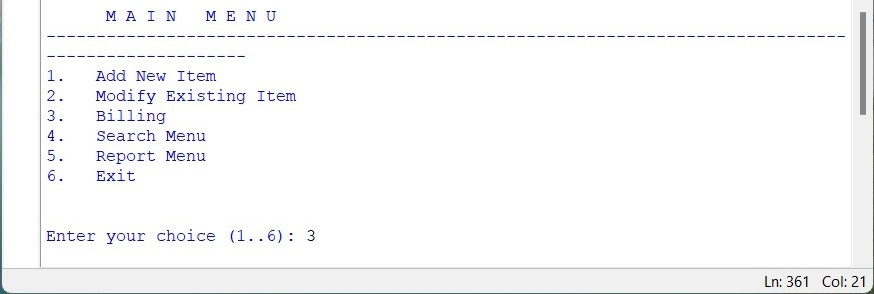 M A I N   M E N U
--------------------------------------------------------------------------------
--------------------
1.   Add New Item
2.   Modify Existing Item
3.   Billing
4.   Search Menu
5.   Report Menu
6.   Exit
Enter your choice (1..6): 3
Ln: 361   Col: 21